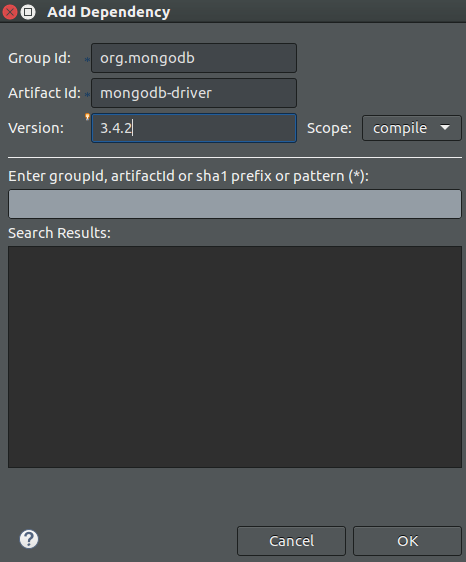 Add Dependency
Group Id: * org.mongodb
Artifact Id: * mongodb-driver
Version: 3.4.2 Scope: compile
Enter groupId, artifactId or sha1 prefix or pattern (*):
Search Results:
? Cancel OK